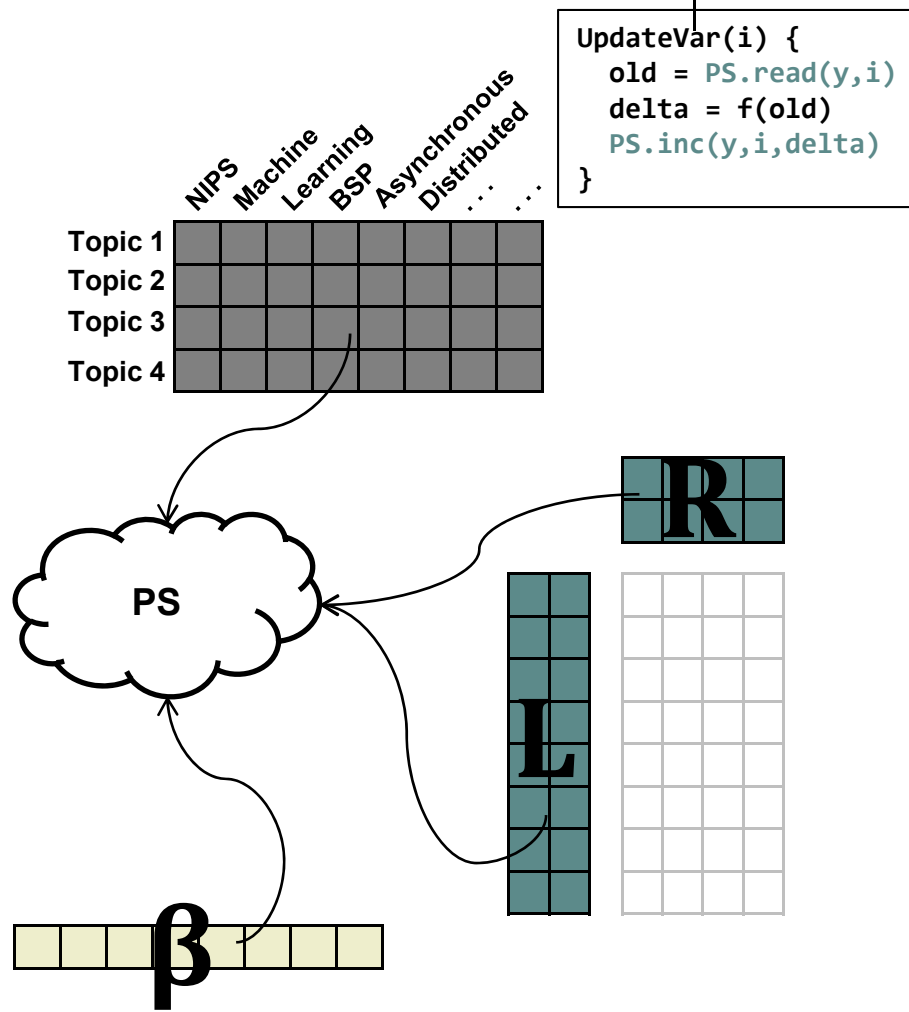 UpdateVar(i) {
  old = PS.read(y,i)
  delta = f(old)
  PS.inc(y,i,delta)
}
NIPS
Machine
Learning
BSP
Asynchronous
Distributed
...
...
Topic 1
Topic 2
Topic 3
Topic 4
R
PS
L
β